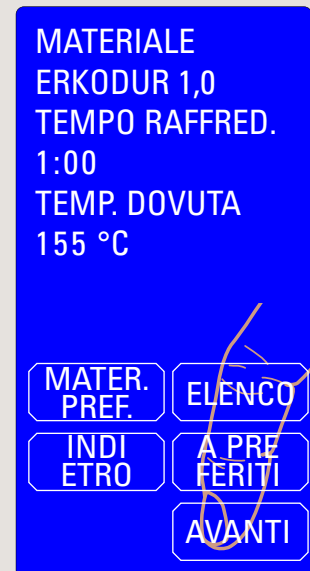 MATERIALE
ERKODUR 1,0
TEMPO RAFFRED.
1:00
TEMP. DOVUTA
155 °C
MATER.
PREF.
ELENCO
INDI
ETRO
A PRE
FERITI
AVANTI